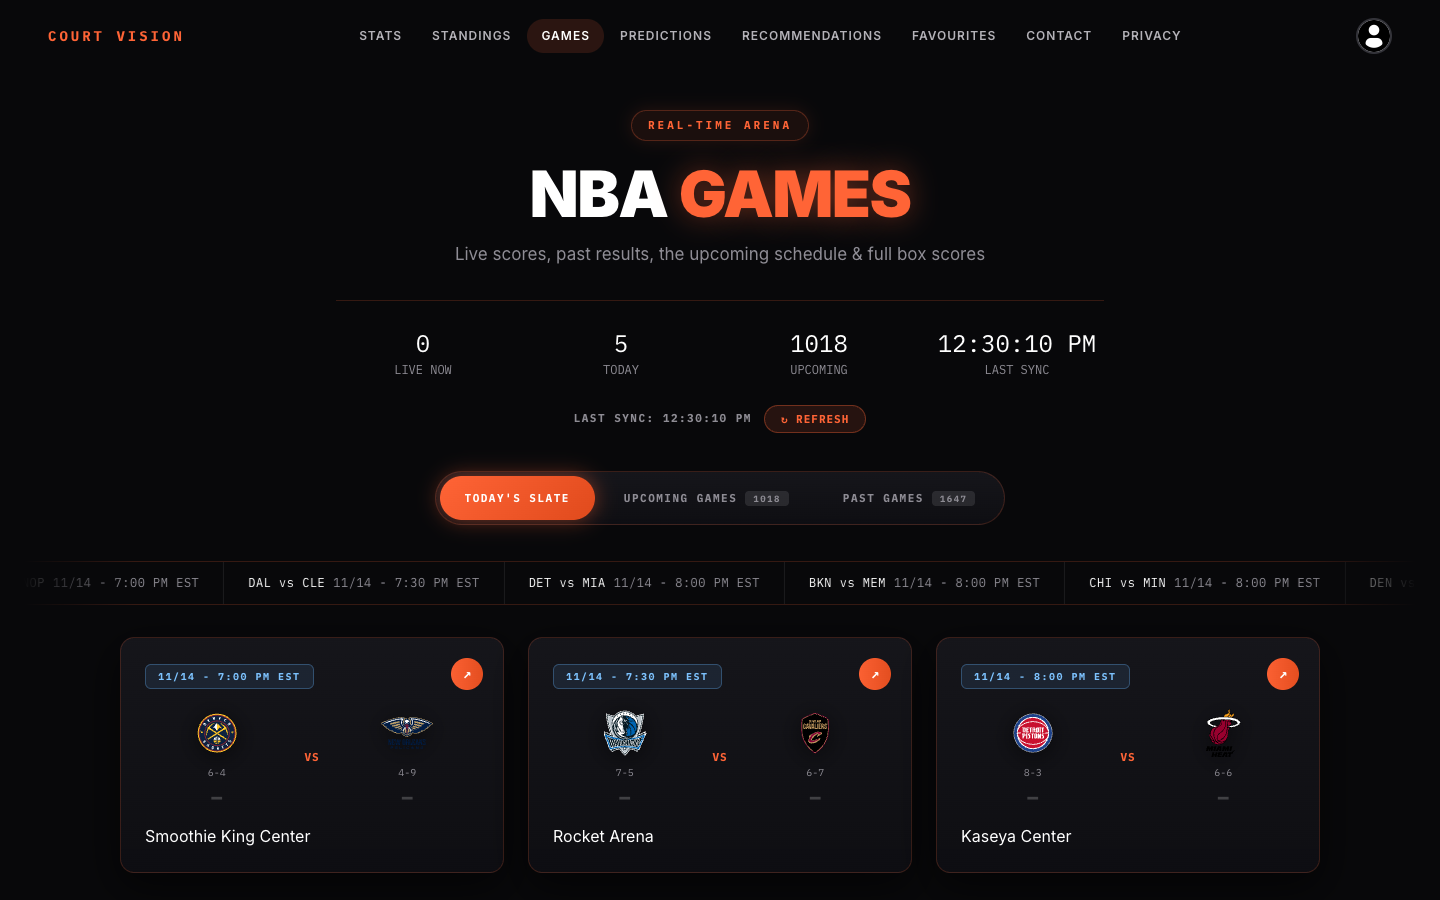 COURT VISION
STATS STANDINGS GAMES PREDICTIONS RECOMMENDATIONS FAVOURITES CONTACT PRIVACY
REAL-TIME ARENA
NBA GAMES
Live scores, past results, the upcoming schedule & full box scores
0 5 1018 12:30:10 PM
LIVE NOW TODAY UPCOMING LAST SYNC
LAST SYNC: 12:30:10 PM ↻ REFRESH
TODAY'S SLATE UPCOMING GAMES 1018 PAST GAMES 1647
11/14 - 7:00 PM EST DAL vs CLE 11/14 - 7:30 PM EST DET vs MIA 11/14 - 8:00 PM EST BKN vs MEM 11/14 - 8:00 PM EST CHI vs MIN 11/14 - 8:00 PM EST DEN vs
11/14 - 7:00 PM EST ↗
VS
6-4 4-9
— —
Smoothie King Center
11/14 - 7:30 PM EST ↗
CAVALIERS
VS
7-5 6-7
— —
Rocket Arena
11/14 - 8:00 PM EST ↗
DETROIT PISTONS
VS
8-3 6-6
— —
Kaseya Center